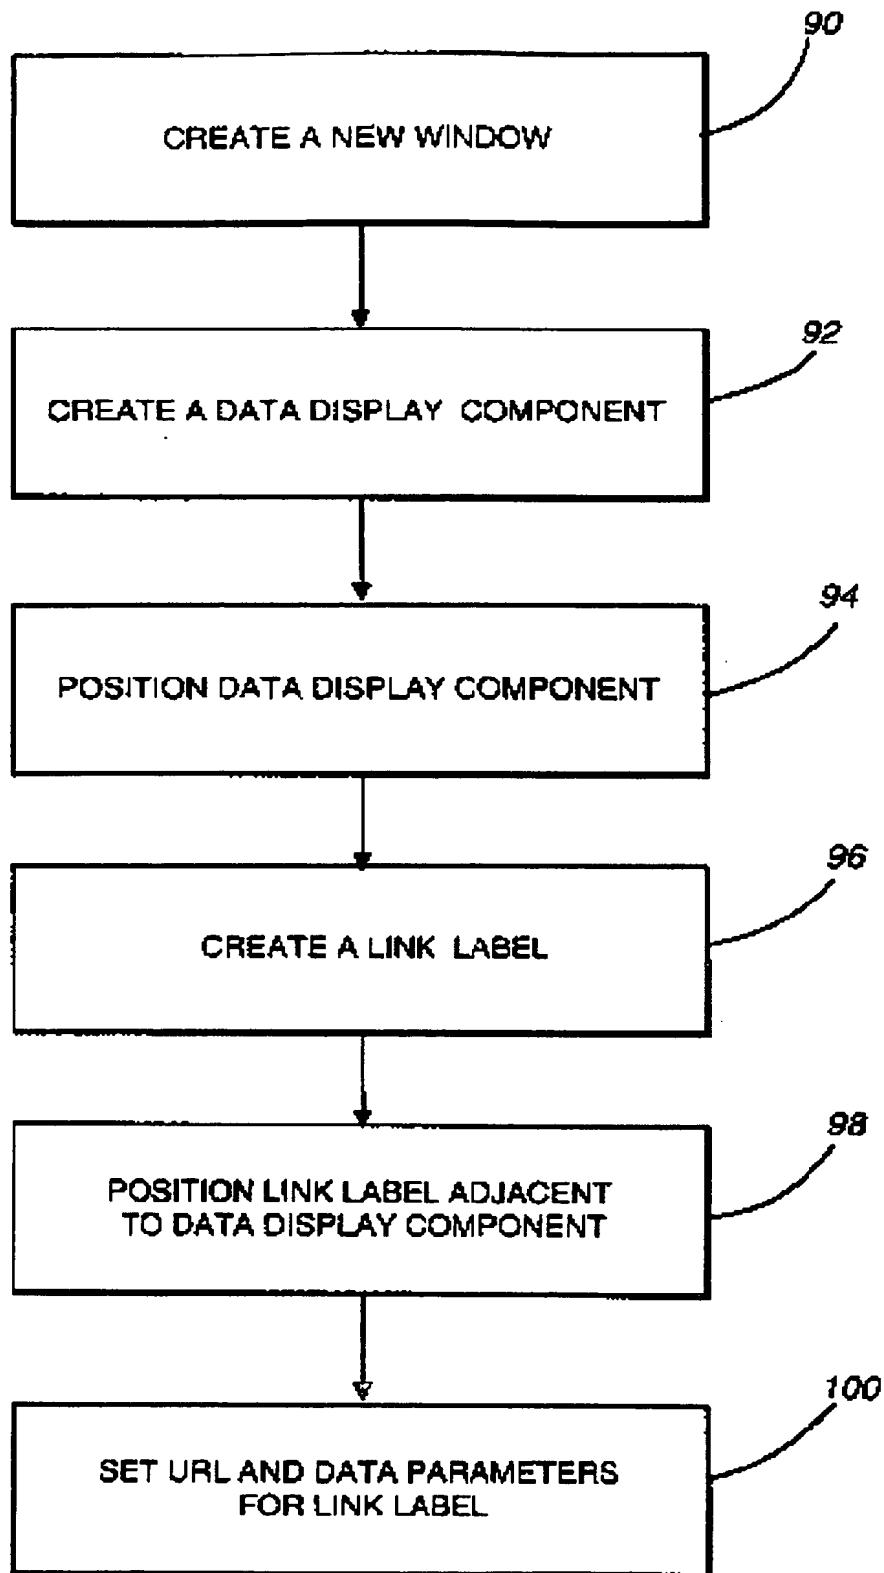 90
CREATE A NEW WINDOW
92
CREATE A DATA DISPLAY COMPONENT
94
POSITION DATA DISPLAY COMPONENT
96
CREATE A LINK LABEL
98
POSITION LINK LABEL ADJACENT
TO DATA DISPLAY COMPONENT
100
SET URL AND DATA PARAMETERS
FOR LINK LABEL